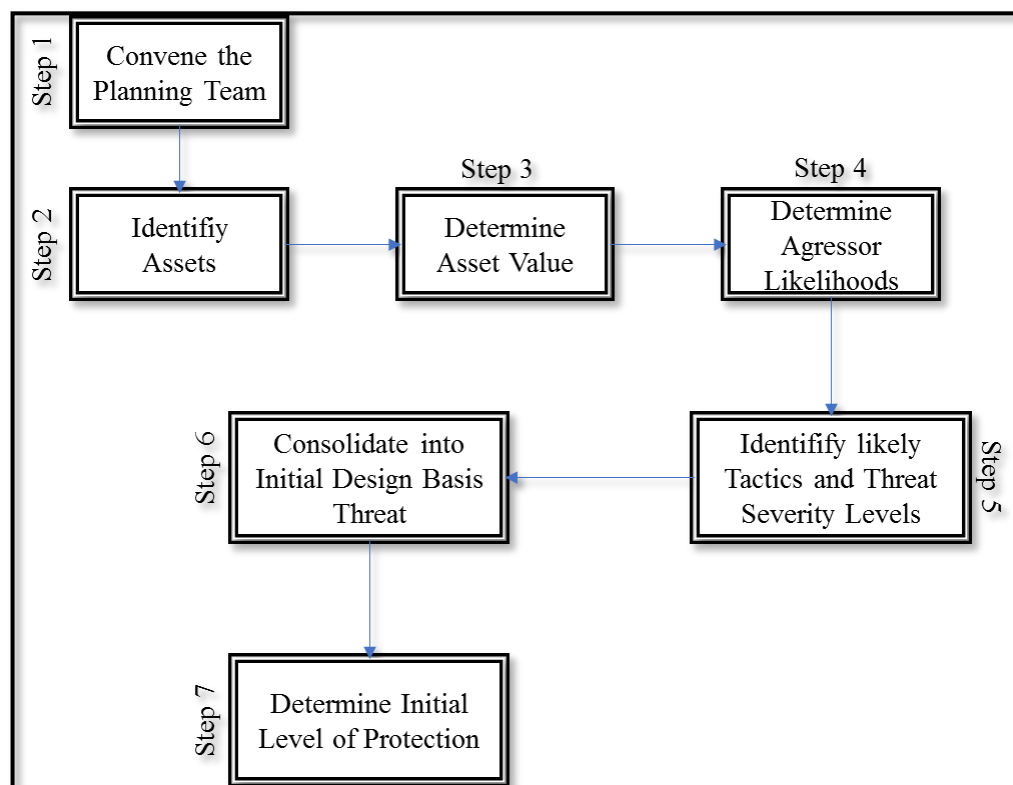 Step 1
Convene the
Planning Team
Step 2
Identifiy
Assets
Step 3
Determine
Asset Value
Step 4
Determine
Agressor
Likelihoods
Step 5
Identifify likely
Tactics and Threat
Severity Levels
Step 6
Consolidate into
Initial Design Basis
Threat
Step 7
Determine Initial
Level of Protection